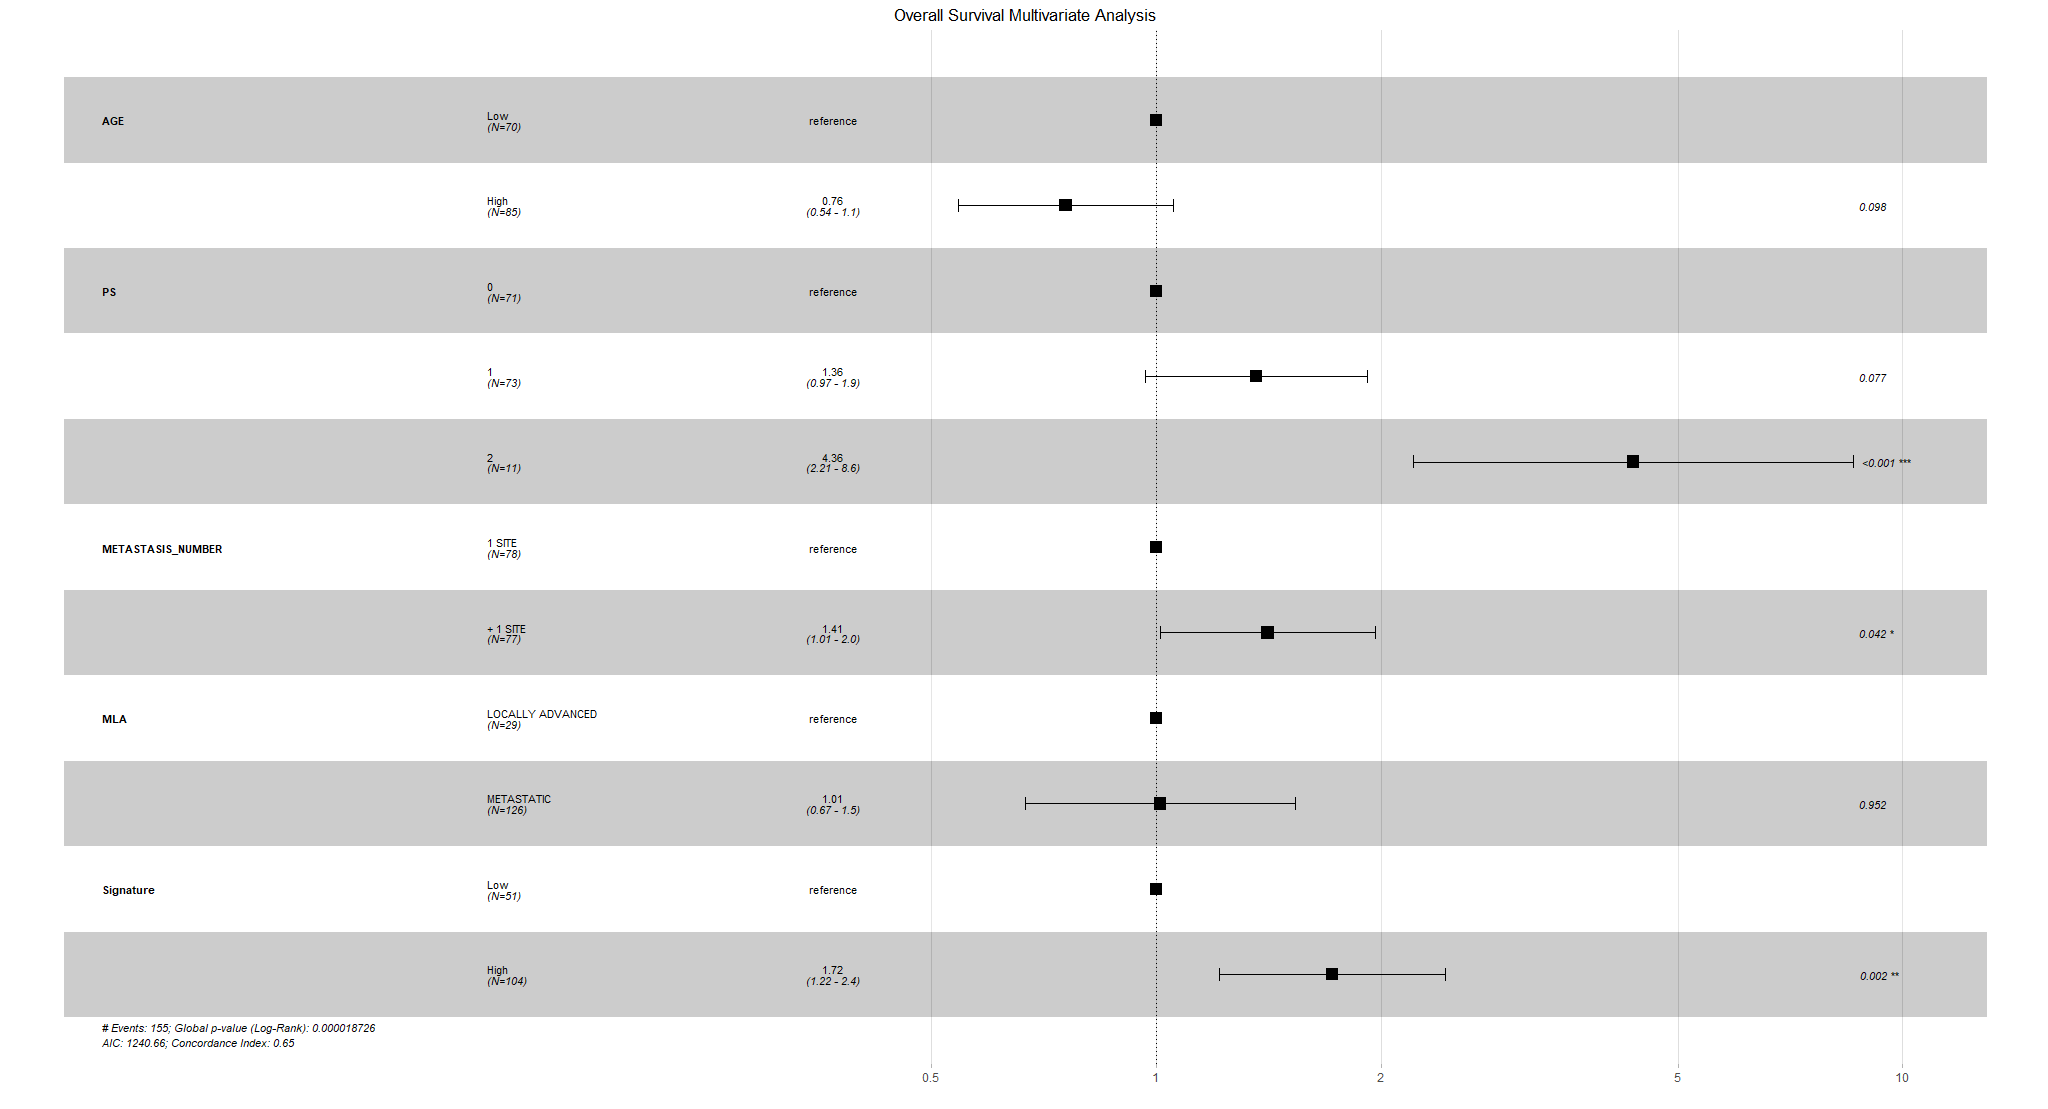 Overall Survival Multivariate Analysis
AGE
Low
(N=70)
reference
High
(N=85)
0.76
(0.54 - 1.1)
0.098
PS
0
(N=71)
reference
1
(N=73)
1.36
(0.97 - 1.9)
0.077
2
(N=11)
4.36
(2.21 - 8.6)
<0.001 ***
METASTASIS_NUMBER
1 SITE
(N=78)
reference
+ 1 SITE
(N=77)
1.41
(1.01 - 2.0)
0.042 *
MLA
LOCALLY ADVANCED
(N=29)
reference
METASTATIC
(N=126)
1.01
(0.67 - 1.5)
0.952
Signature
Low
(N=51)
reference
High
(N=104)
1.72
(1.22 - 2.4)
0.002 **
# Events: 155; Global p-value (Log-Rank): 0.000018726
AIC: 1240.66; Concordance Index: 0.65
0.5 1 2 5 10